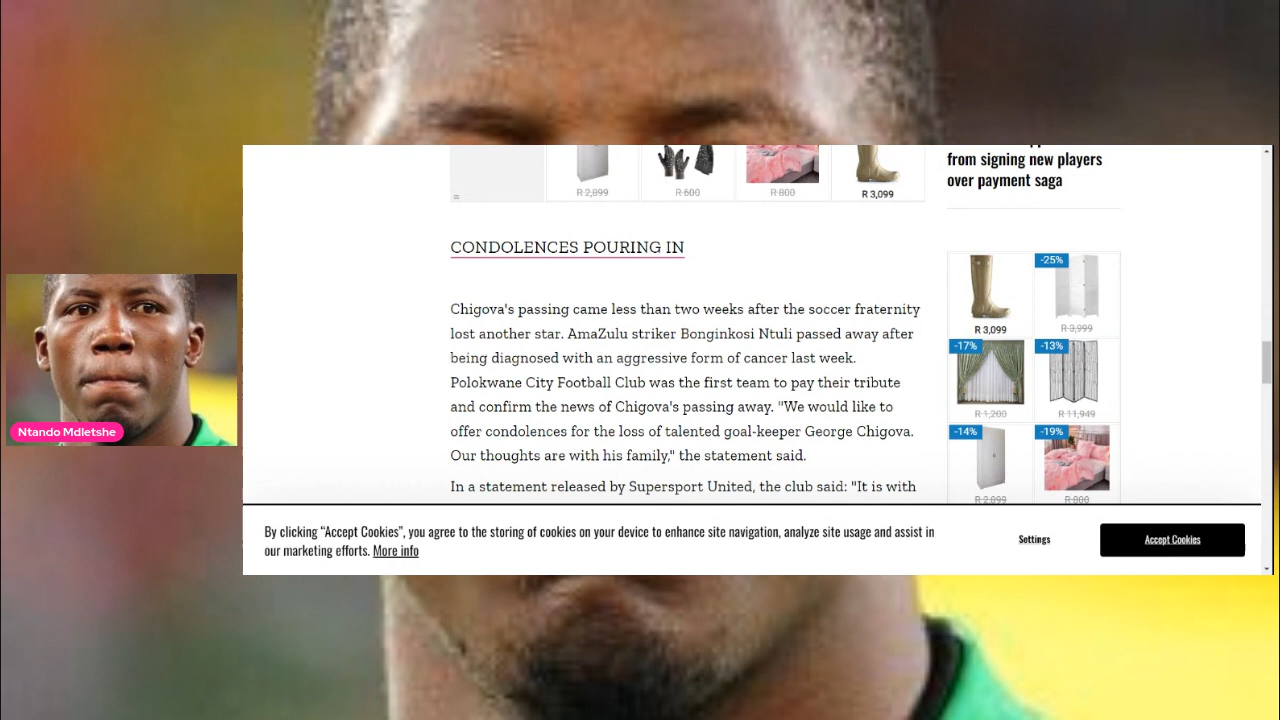 from signing new players
over payment saga
R 2,899
R 600
R 800
R 3,099
CONDOLENCES POURING IN
Chigova's passing came less than two weeks after the soccer fraternity
lost another star. AmaZulu striker Bonginkosi Ntuli passed away after
being diagnosed with an aggressive form of cancer last week.
Polokwane City Football Club was the first team to pay their tribute
and confirm the news of Chigova's passing away. "We would like to
offer condolences for the loss of talented goal-keeper George Chigova.
Our thoughts are with his family," the statement said.
In a statement released by Supersport United, the club said: "It is with
-25%
R 3,099
R 3,999
-17%
-13%
R 1,200
R 11,949
-14%
-19%
R 2,899
R 800
Ntando Mdletshe
By clicking “Accept Cookies”, you agree to the storing of cookies on your device to enhance site navigation, analyze site usage and assist in
our marketing efforts. More info
Settings
Accept Cookies